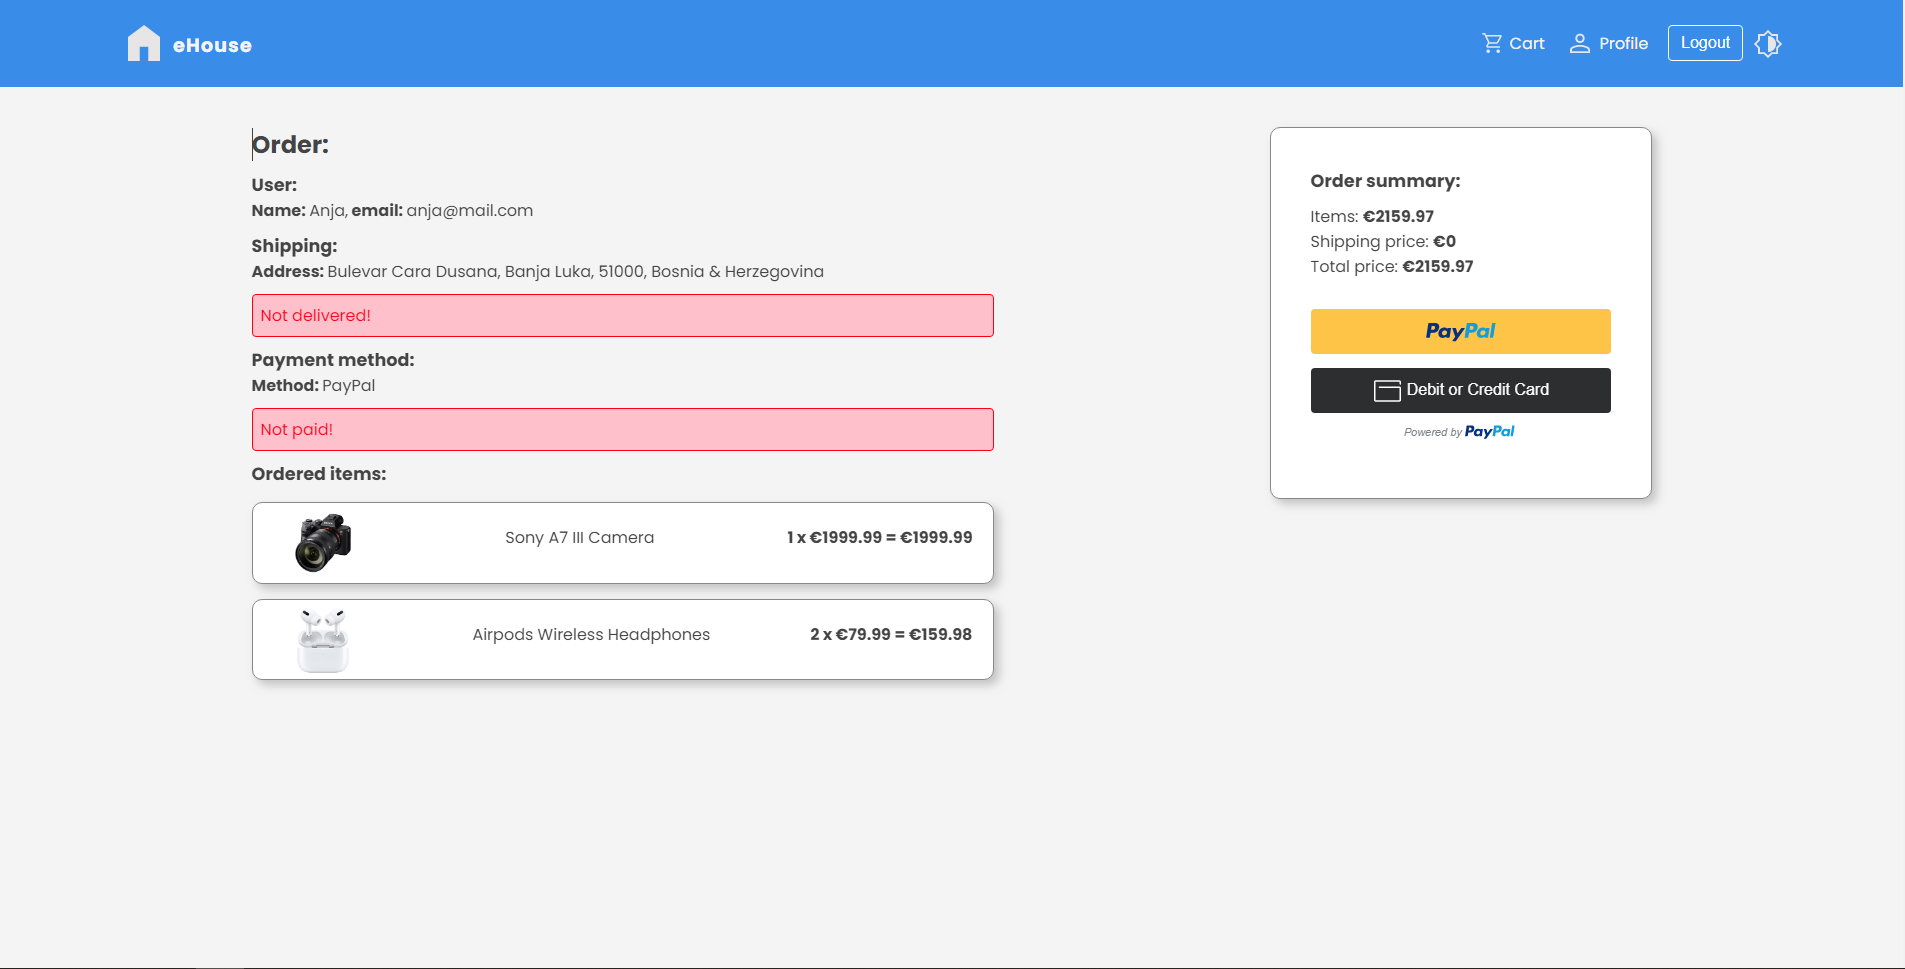 eHouse
Cart
Profile
Logout
Order:
User:
Name: Anja, email: anja@mail.com
Shipping:
Address: Bulevar Cara Dusana, Banja Luka, 51000, Bosnia & Herzegovina
Not delivered!
Payment method:
Method: PayPal
Not paid!
Ordered items:
Sony A7 III Camera
1 x €1999.99 = €1999.99
Airpods Wireless Headphones
2 x €79.99 = €159.98
Order summary:
Items: €2159.97
Shipping price: €0
Total price: €2159.97
PayPal
Debit or Credit Card
Powered by PayPal